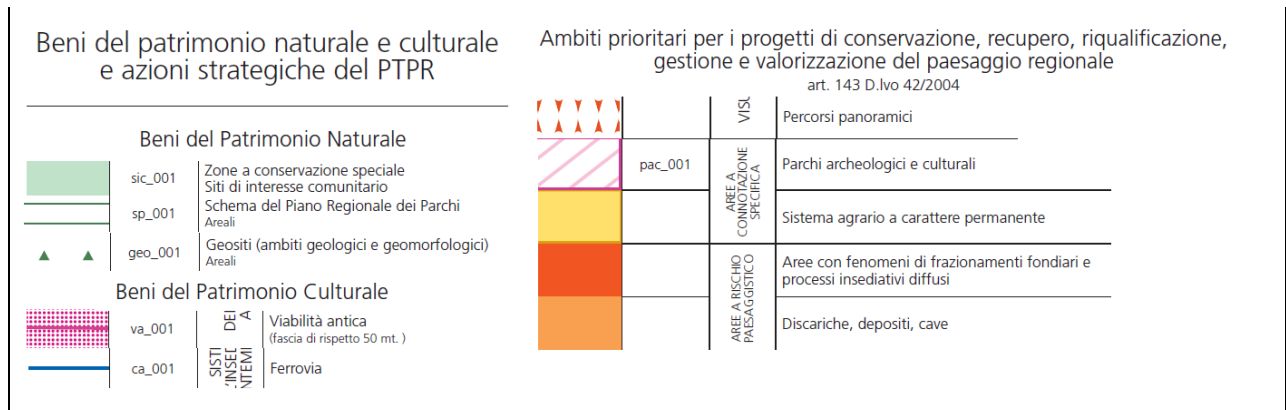 Beni del patrimonio naturale e culturale
e azioni strategiche del PTPR
Beni del Patrimonio Naturale
sic_001
Zone a conservazione speciale
Siti di interesse comunitario
sp_001
Schema del Piano Regionale dei Parchi
Areali
geo_001
Geositi (ambiti geologici e geomorfologici)
Areali
Beni del Patrimonio Culturale
va_001
DEI
A
Viabilità antica
(fascia di rispetto 50 mt. )
ca_001
Ferrovia
Ambiti prioritari per i progetti di conservazione, recupero, riqualificazione,
gestione e valorizzazione del paesaggio regionale
art. 143 D.lvo 42/2004
Percorsi panoramici
pac_001
AREE A
CONNOTAZIONE
SPECIFICA
Parchi archeologici e culturali
Sistema agrario a carattere permanente
AREE A RISCHIO
PAESAGGISTICO
Aree con fenomeni di frazionamenti fondiari e
processi insediativi diffusi
Discariche, depositi, cave